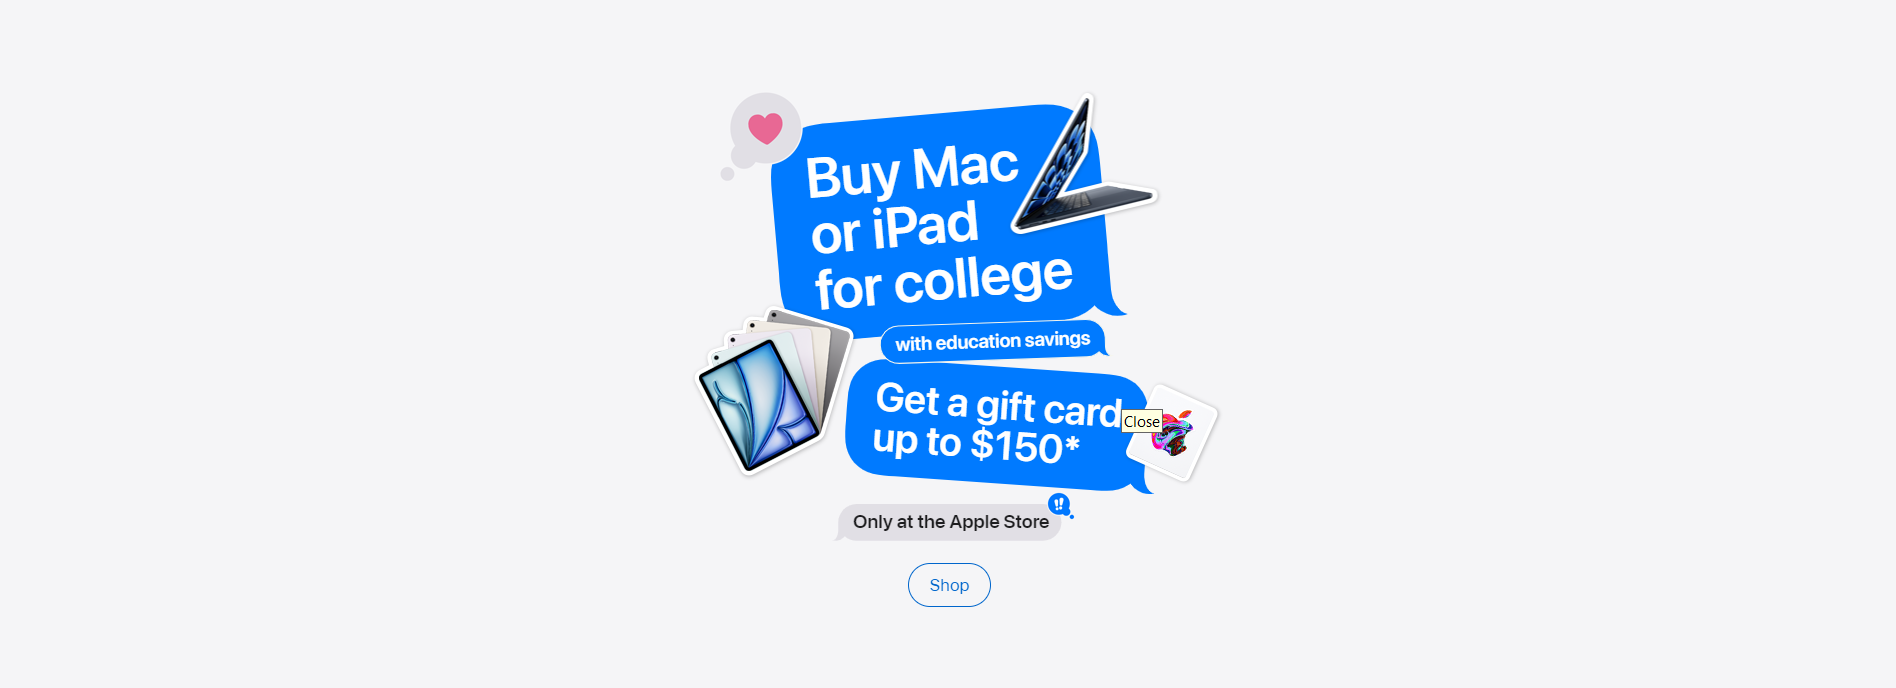 Buy Mac
or iPad
for college
with education savings
Get a gift card
up to $150*
Close
Only at the Apple Store
!!
Shop